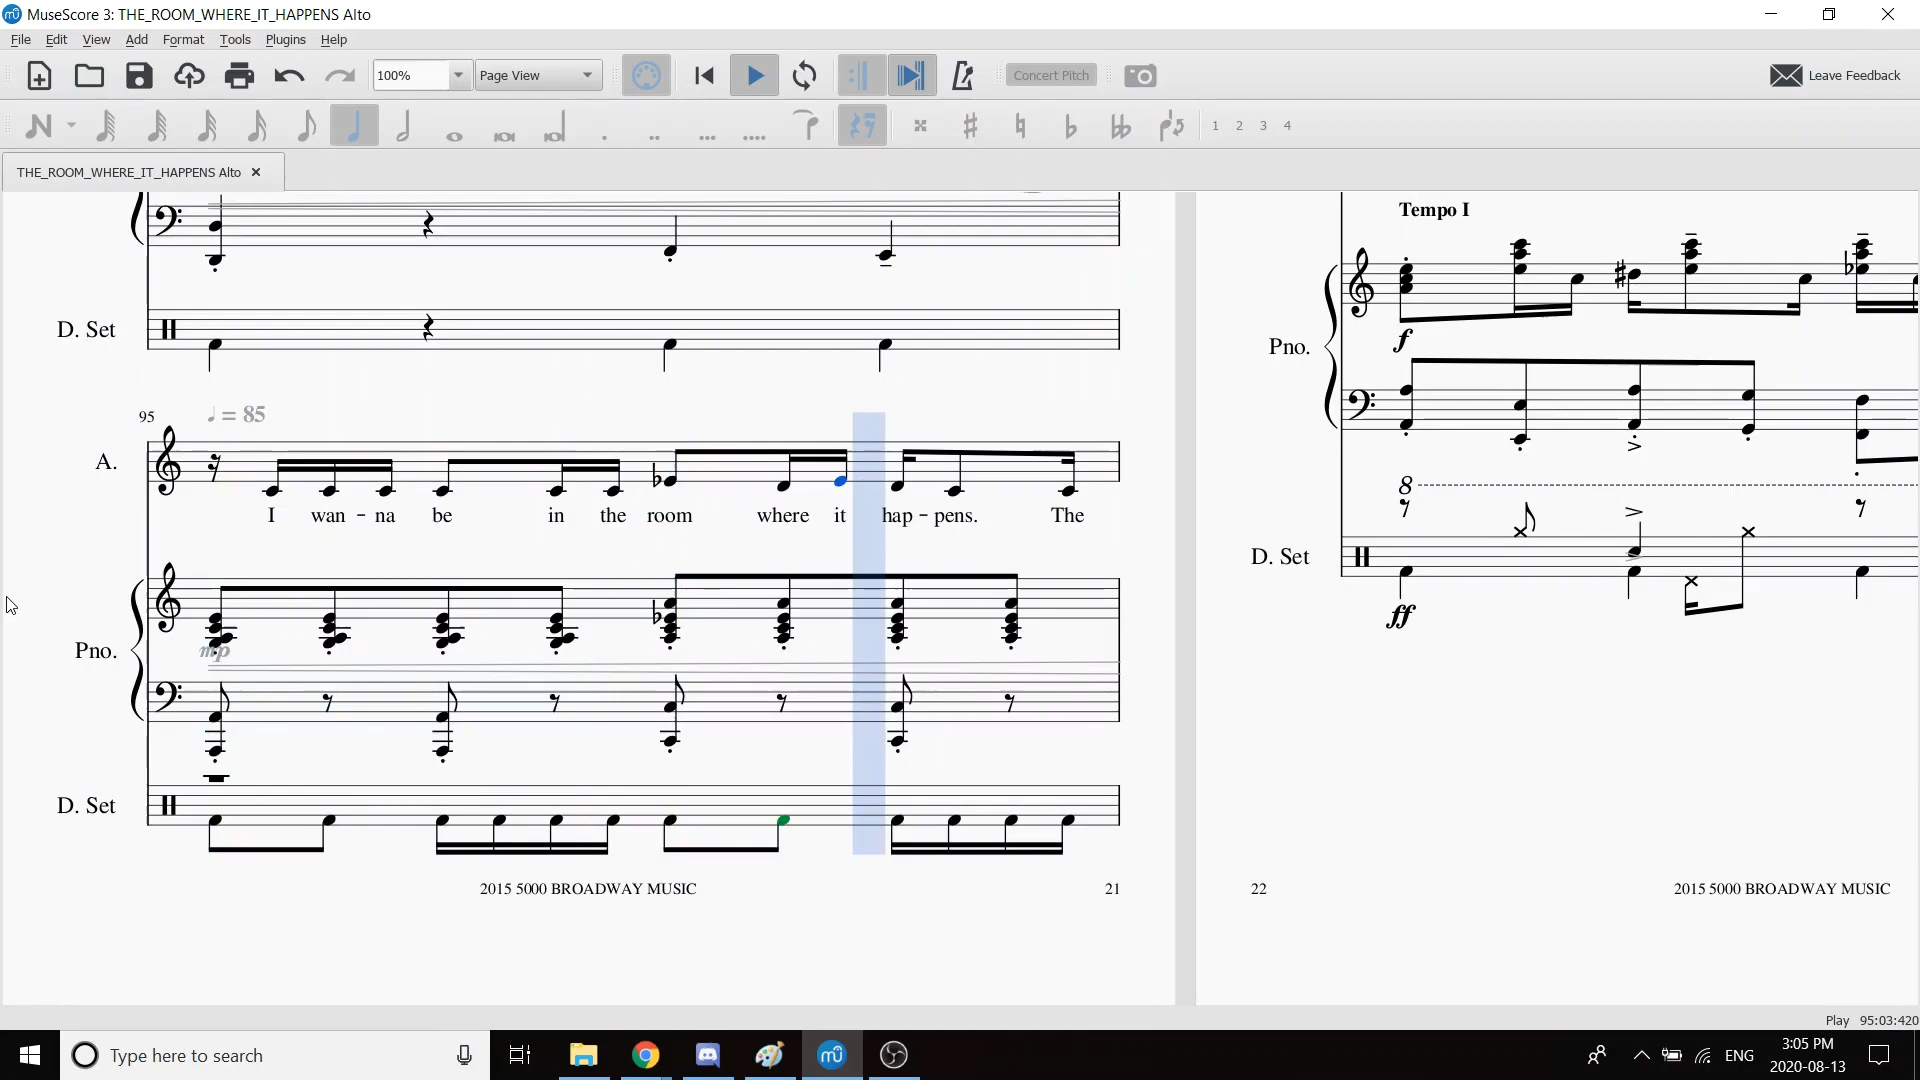 MuseScore 3: THE_ROOM_WHERE_IT_HAPPENS Alto
File Edit View Add Format Tools Plugins Help
100% Page View Concert Pitch Leave Feedback
1 2 3 4
THE_ROOM_WHERE_IT_HAPPENS Alto
D. Set
95 = 85
A.
I wan - na be in the room where it hap - pens. The
Pno.
mp
D. Set
2015 5000 BROADWAY MUSIC 21
Tempo I
Pno.
f
8
D. Set
ff
22 2015 5000 BROADWAY MUSIC
Play 95:03:420
Type here to search
ENG
3:05 PM
2020-08-13